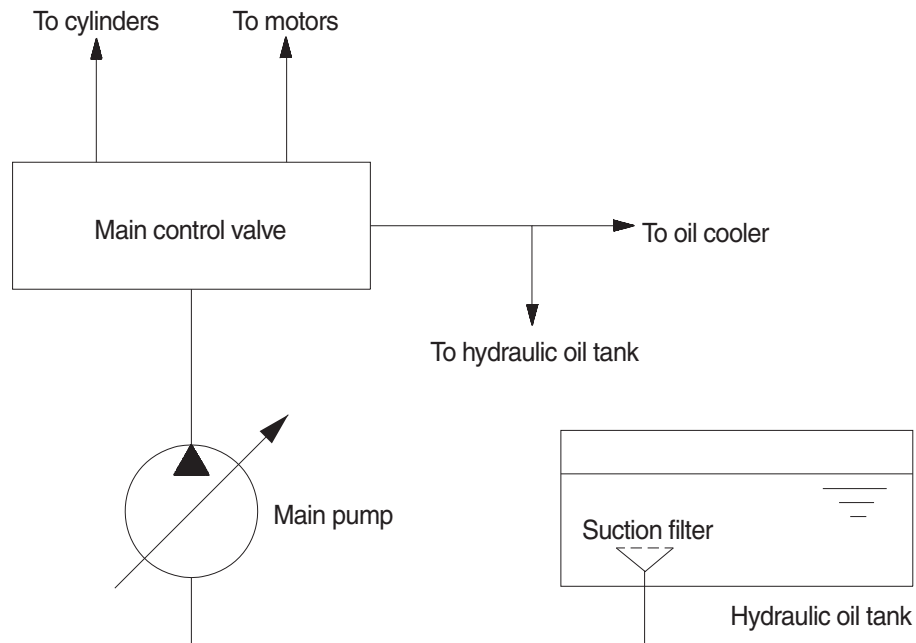 To cylinders
To motors
Main control valve
To oil cooler
To hydraulic oil tank
Main pump
Suction filter
Hydraulic oil tank